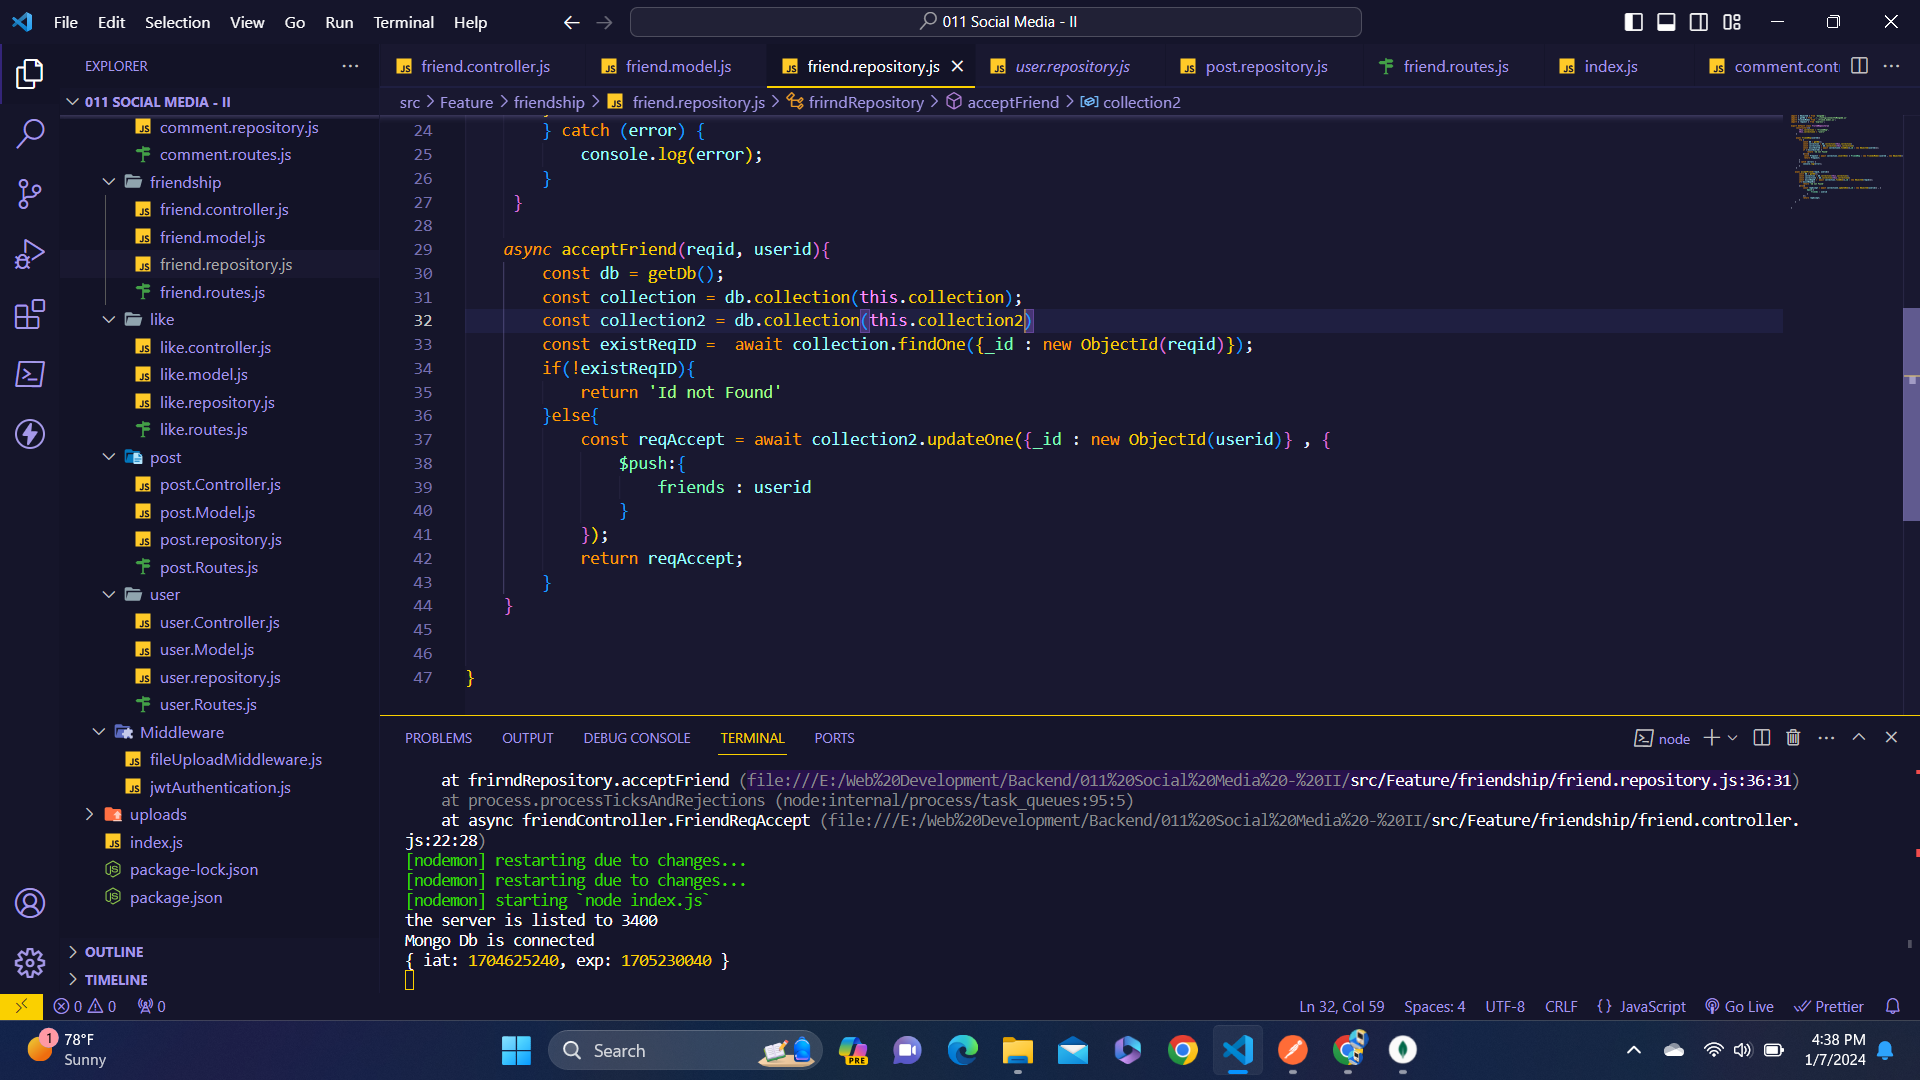 File Edit Selection View Go Run Terminal Help
011 Social Media - II
EXPLORER
friend.controller.js
friend.model.js
friend.repository.js
user.repository.js
post.repository.js
friend.routes.js
index.js
comment.cont
src > Feature > friendship > friend.repository.js > frirndRepository > acceptFriend > collection2
011 SOCIAL MEDIA - II
comment.repository.js
comment.routes.js
friendship
friend.controller.js
friend.model.js
friend.repository.js
friend.routes.js
like
like.controller.js
like.model.js
like.repository.js
like.routes.js
post
post.Controller.js
post.Model.js
post.repository.js
post.Routes.js
user
user.Controller.js
user.Model.js
user.repository.js
user.Routes.js
Middleware
fileUploadMiddleware.js
jwtAuthentication.js
uploads
index.js
package-lock.json
package.json
OUTLINE
TIMELINE
24 } catch (error) {
25 console.log(error);
26 }
27 }
28
29 async acceptFriend(reqid, userid){
30 const db = getDb();
31 const collection = db.collection(this.collection);
32 const collection2 = db.collection(this.collection2)
33 const existReqID =  await collection.findOne({_id : new ObjectId(reqid)});
34 if(!existReqID){
35 return 'Id not Found'
36 }else{
37 const reqAccept = await collection2.updateOne({_id : new ObjectId(userid)} , {
38 $push:{
39 friends : userid
40 }
41 });
42 return reqAccept;
43 }
44 }
45
46
47 }
PROBLEMS OUTPUT DEBUG CONSOLE TERMINAL PORTS
node
at frirndRepository.acceptFriend (file:///E:/Web%20Development/Backend/011%20Social%20Media%20-%20II/src/Feature/friendship/friend.repository.js:36:31)
at process.processTicksAndRejections (node:internal/process/task_queues:95:5)
at async friendController.FriendReqAccept (file:///E:/Web%20Development/Backend/011%20Social%20Media%20-%20II/src/Feature/friendship/friend.controller.
js:22:28)
[nodemon] restarting due to changes...
[nodemon] restarting due to changes...
[nodemon] starting `node index.js`
the server is listed to 3400
Mongo Db is connected
{ iat: 1704625240, exp: 1705230040 }
0 0 0
Ln 32, Col 59 Spaces: 4 UTF-8 CRLF {} JavaScript Go Live Prettier
1
78°F
Sunny
Search
PRE
4:38 PM
1/7/2024